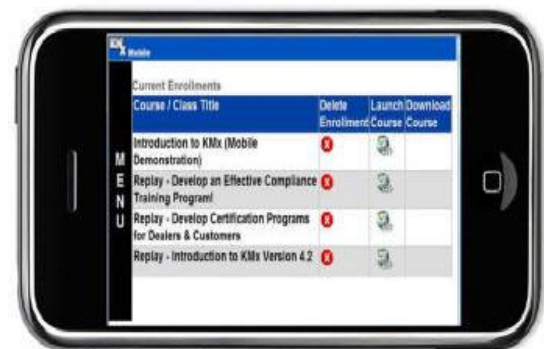 KMx Mobile
MENU
Current Enrollments
Course / Class Title
Delete Enrollment
Launch Course
Download Course
Introduction to KMx (Mobile
Demonstration)
Replay - Develop an Effective Compliance
Training Program!
Replay - Develop Certification Programs
for Dealers & Customers
Replay - Introduction to KMx Version 4.2